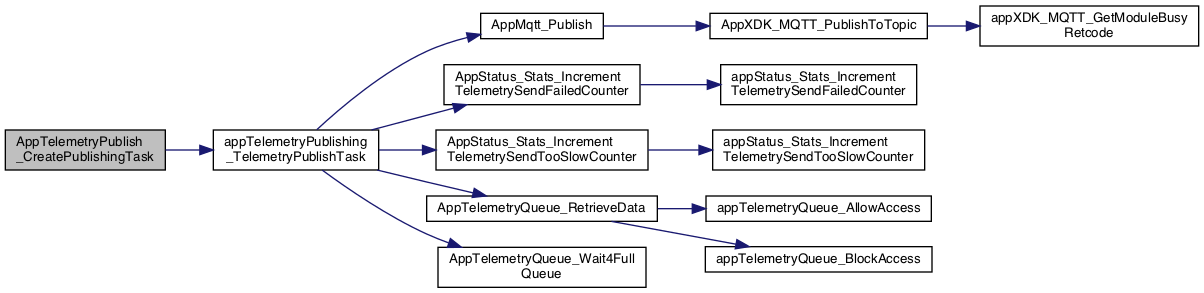 AppTelemetryPublish
_CreatePublishingTask
appTelemetryPublishing
_TelemetryPublishTask
AppMqtt_Publish
AppXDK_MQTT_PublishToTopic
appXDK_MQTT_GetModuleBusy
Retcode
AppStatus_Stats_Increment
TelemetrySendFailedCounter
appStatus_Stats_Increment
TelemetrySendFailedCounter
AppStatus_Stats_Increment
TelemetrySendTooSlowCounter
appStatus_Stats_Increment
TelemetrySendTooSlowCounter
AppTelemetryQueue_RetrieveData
appTelemetryQueue_AllowAccess
appTelemetryQueue_BlockAccess
AppTelemetryQueue_Wait4Full
Queue